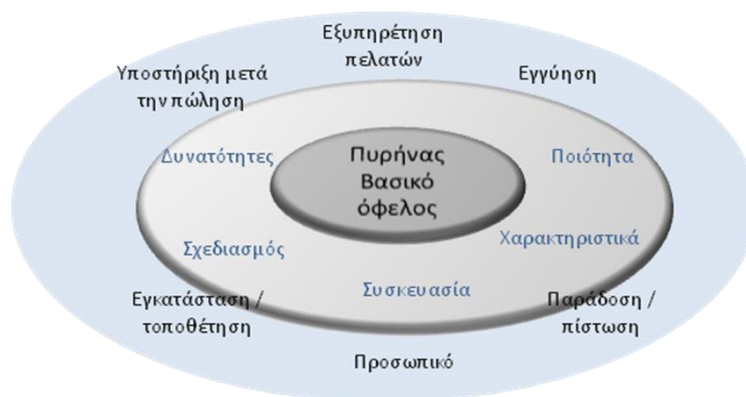 Εξυπηρέτηση
πελατών
Υποστήριξη μετά
την πώληση
Εγγύηση
Δυνατότητες
Πυρήνας
Βασικό
όφελος
Ποιότητα
Σχεδιασμός
Χαρακτηριστικά
Συσκευασία
Εγκατάσταση /
τοποθέτηση
Παράδοση /
πίστωση
Προσωπικό